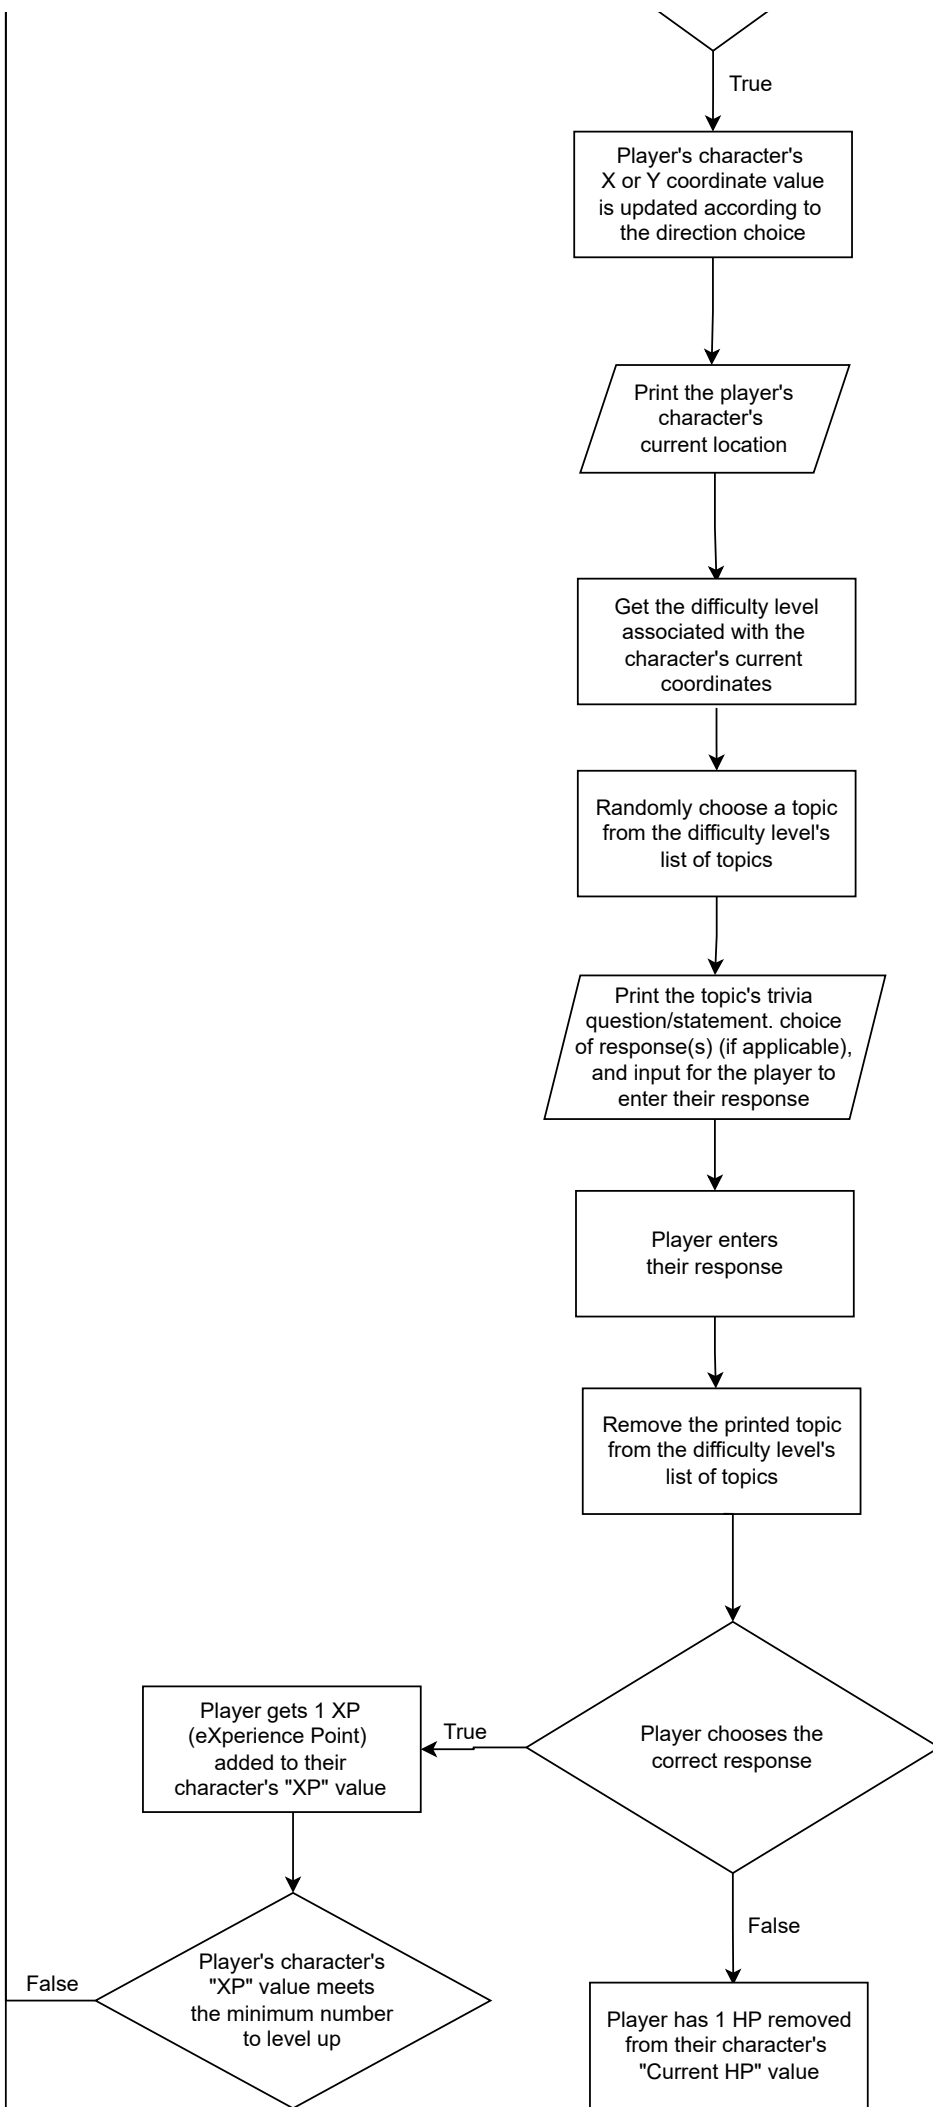 True
Player's character's
X or Y coordinate value
is updated according to
the direction choice
Print the player's
character's
current location
Get the difficulty level
associated with the
character's current
coordinates
Randomly choose a topic
from the difficulty level's
list of topics
Print the topic's trivia
question/statement. choice
of response(s) (if applicable),
and input for the player to
enter their response
Player enters
their response
Remove the printed topic
from the difficulty level's
list of topics
Player chooses the
correct response
True
Player gets 1 XP
(eXperience Point)
added to their
character's "XP" value
False
Player's character's
"XP" value meets
the minimum number
to level up
False
Player has 1 HP removed
from their character's
"Current HP" value